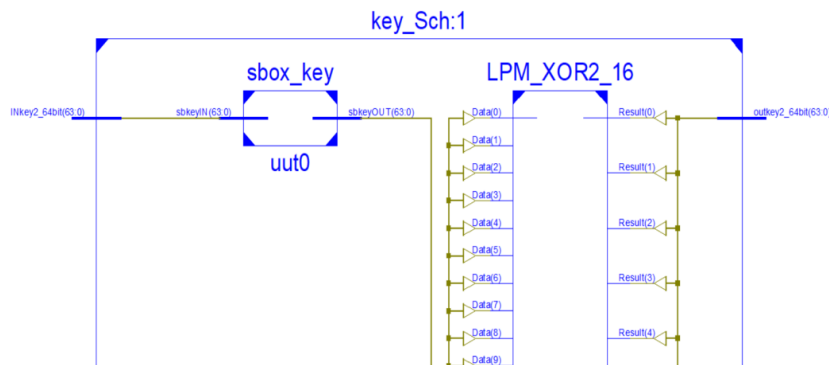 key_Sch:1
sbox_key
LPM_XOR2_16
INkey2_64bit(63:0)
sbkeyIN(63:0)
sbkeyOUT(63:0)
uut0
Data(0)
Data(1)
Data(2)
Data(3)
Data(4)
Data(5)
Data(6)
Data(7)
Data(8)
Data(9)
Result(0)
Result(1)
Result(2)
Result(3)
Result(4)
outkey2_64bit(63:0)